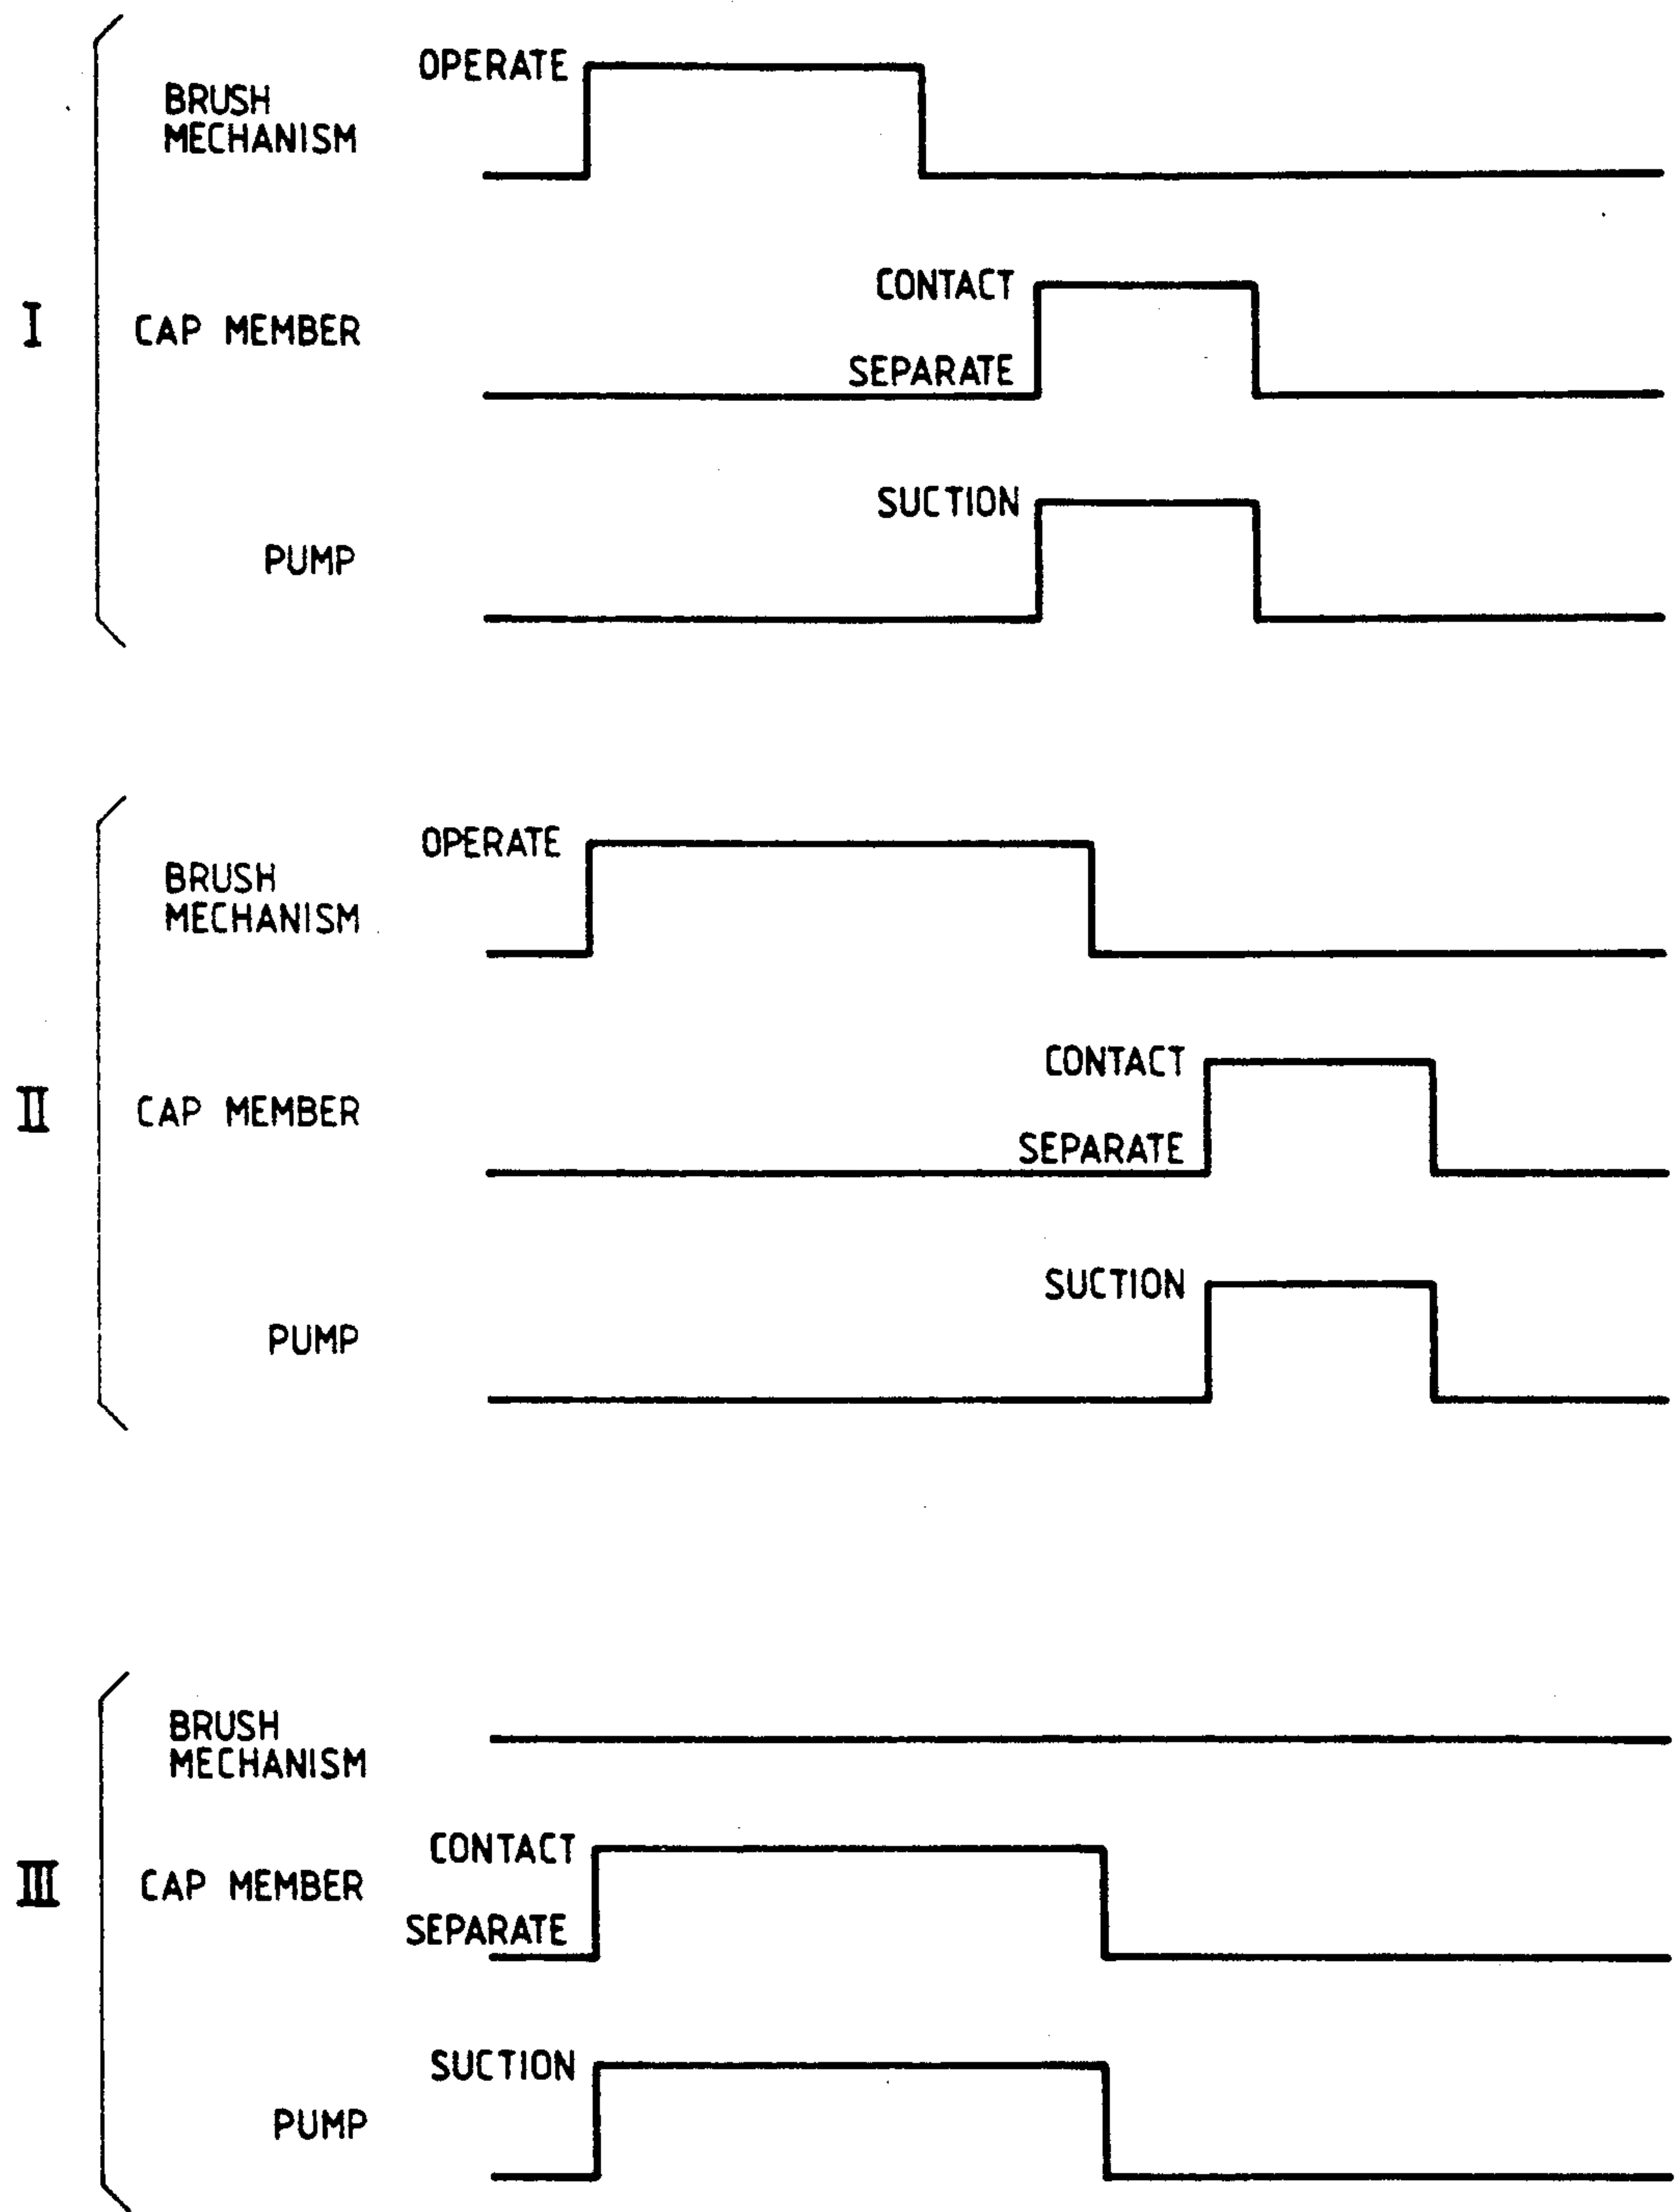 OPERATE
BRUSH
MECHANISM
CONTACT
I
CAP MEMBER
SEPARATE
SUCTION
PUMP
OPERATE
BRUSH
MECHANISM
CONTACT
II
CAP MEMBER
SEPARATE
SUCTION
PUMP
BRUSH
MECHANISM
CONTACT
III
CAP MEMBER
SEPARATE
SUCTION
PUMP